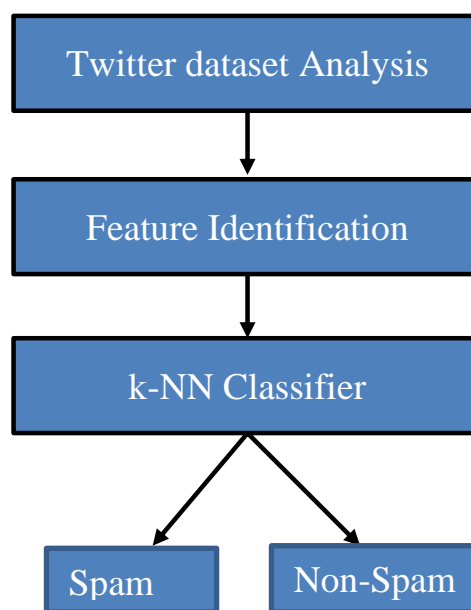 Twitter dataset Analysis
Feature Identification
k-NN Classifier
Spam
Non-Spam